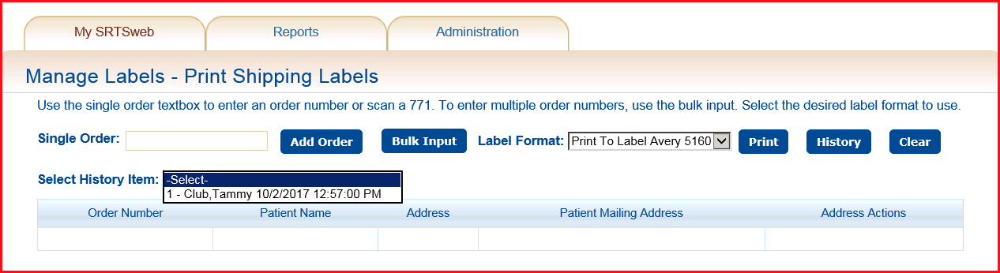 My SRTSweb Reports Administration
Manage Labels - Print Shipping Labels
Use the single order textbox to enter an order number or scan a 771. To enter multiple order numbers, use the bulk input. Select the desired label format to use.
Single Order: Add Order Bulk Input Label Format: Print To Label Avery 5160 Print History Clear
Select History Item: -Select-
1 - Club,Tammy 10/2/2017 12:57:00 PM
Order Number Patient Name Address Patient Mailing Address Address Actions